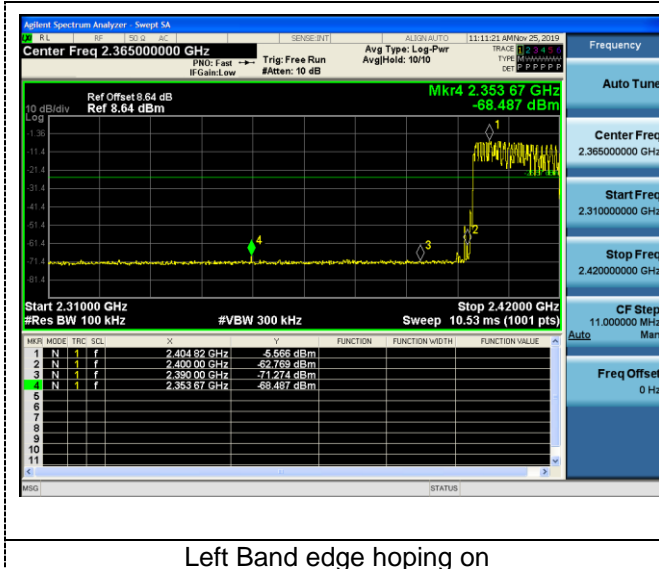 Agilent Spectrum Analyzer - Swept SA
RL RF 50 Ω AC SENSE:INT ALIGN AUTO 11:11:21 AM Nov 25, 2019
Center Freq 2.365000000 GHz
PNO: Fast Trig: Free Run
IFGain:Low #Atten: 10 dB
Avg Type: Log-Pwr
Avg|Hold: 10/10
TRACE 1 2 3 4 5 6
TYPE M
DET P P P P P P
Frequency
Auto Tune
Center Freq
2.365000000 GHz
Start Freq
2.310000000 GHz
Stop Freq
2.420000000 GHz
CF Step
11.000000 MHz
Auto Man
Freq Offset
0 Hz
Ref Offset 8.64 dB
10 dB/div Ref 8.64 dBm
Log
Mkr4 2.353 67 GHz
-68.487 dBm
-1.36
-11.4
-21.4
-31.4
-41.4
-51.4
-61.4
-71.4
-81.4
1
2
3
4
Start 2.31000 GHz Stop 2.42000 GHz
#Res BW 100 kHz #VBW 300 kHz Sweep 10.53 ms (1001 pts)
MKR MODE TRC SCL X Y FUNCTION FUNCTION WIDTH FUNCTION VALUE
1 N 1 f 2.404 82 GHz -5.566 dBm
2 N 1 f 2.400 00 GHz -62.769 dBm
3 N 1 f 2.390 00 GHz -71.274 dBm
4 N 1 f 2.353 67 GHz -68.487 dBm
5
6
7
8
9
10
11
MSG STATUS
Left Band edge hoping on